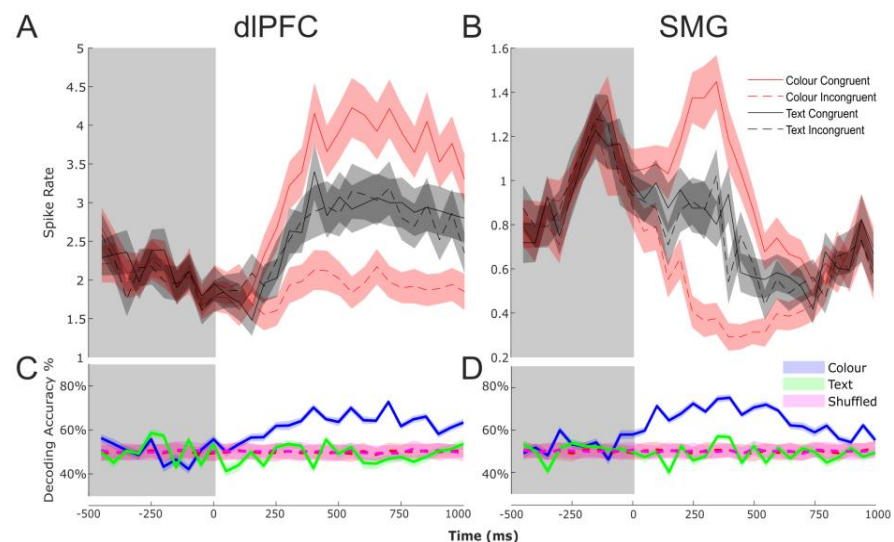 A dlPFC
B SMG
5
4.5
4
3.5
3
2.5
2
1.5
1
Spike Rate
1.6
1.4
1.2
1
0.8
0.6
0.4
0.2
Colour Congruent
Colour Incongruent
Text Congruent
Text Incongruent
C
80%
60%
40%
Decoding Accuracy %
D
80%
60%
40%
Colour
Text
Shuffled
-500 -250 0 250 500 750 -500 -250 0 250 500 750 1000
Time (ms)